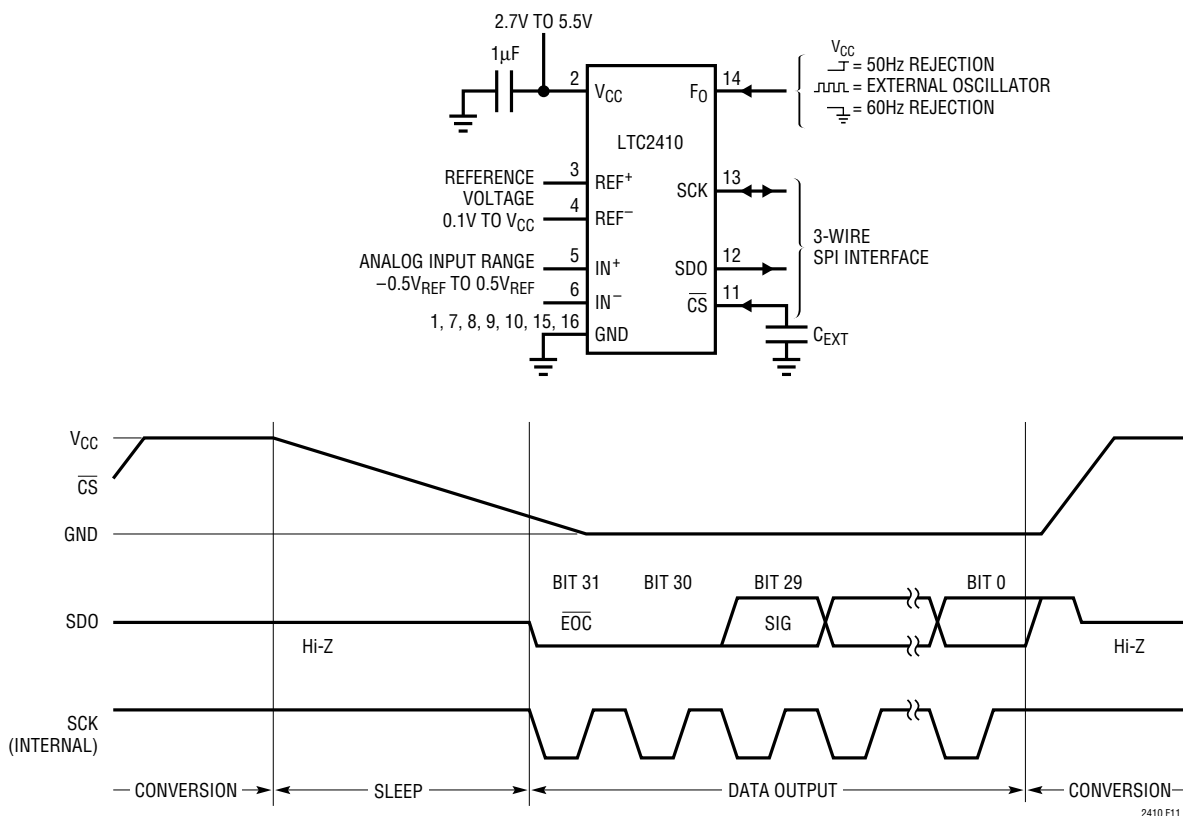 2.7V TO 5.5V
1μF
2
VCC
14
FO
VCC
= 50Hz REJECTION
= EXTERNAL OSCILLATOR
= 60Hz REJECTION
LTC2410
REFERENCE
VOLTAGE
0.1V TO VCC
3
REF+
4
REF−
13
SCK
ANALOG INPUT RANGE
−0.5VREF TO 0.5VREF
5
IN+
6
IN−
12
SDO
11
CS
3-WIRE
SPI INTERFACE
1, 7, 8, 9, 10, 15, 16
GND
CEXT
VCC
CS
GND
BIT 31 BIT 30 BIT 29 BIT 0
SDO
EOC SIG
Hi-Z Hi-Z
SCK
(INTERNAL)
CONVERSION SLEEP DATA OUTPUT CONVERSION
2410 F11